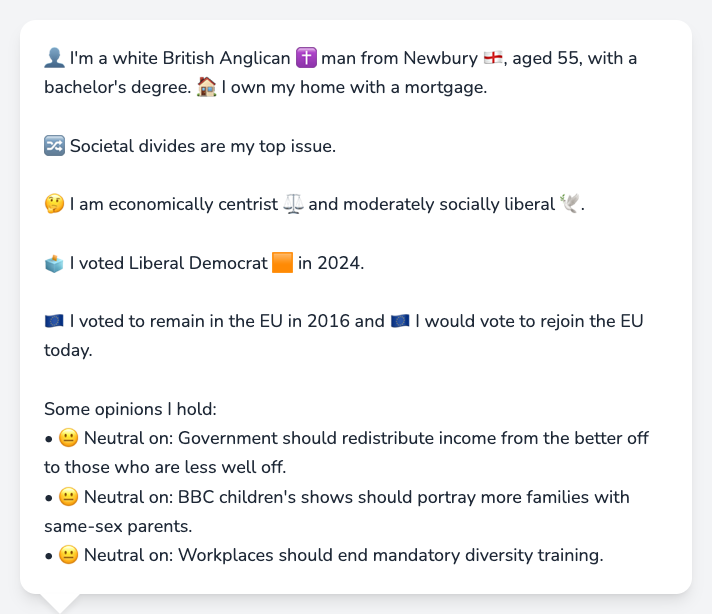 👤 I'm a white British Anglican ✝️ man from Newbury 🏴󠁧󠁢󠁥󠁮󠁧󠁿, aged 55, with a
bachelor's degree. 🏠 I own my home with a mortgage.
🔀 Societal divides are my top issue.
🤔 I am economically centrist ⚖️ and moderately socially liberal 🕊️.
🗳️ I voted Liberal Democrat 🟧 in 2024.
🇪🇺 I voted to remain in the EU in 2016 and 🇪🇺 I would vote to rejoin the EU
today.
Some opinions I hold:
• 😐 Neutral on: Government should redistribute income from the better off
to those who are less well off.
• 😐 Neutral on: BBC children's shows should portray more families with
same-sex parents.
• 😐 Neutral on: Workplaces should end mandatory diversity training.